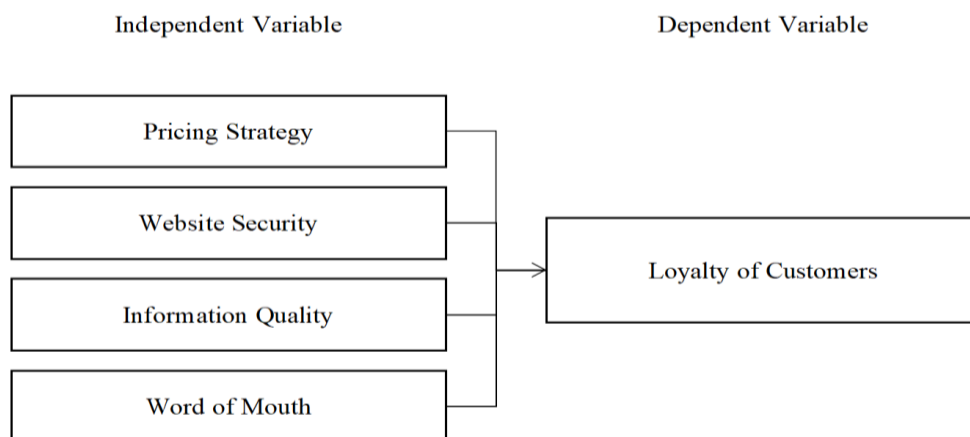 Independent Variable
Dependent Variable
Pricing Strategy
Website Security
Loyalty of Customers
Information Quality
Word of Mouth